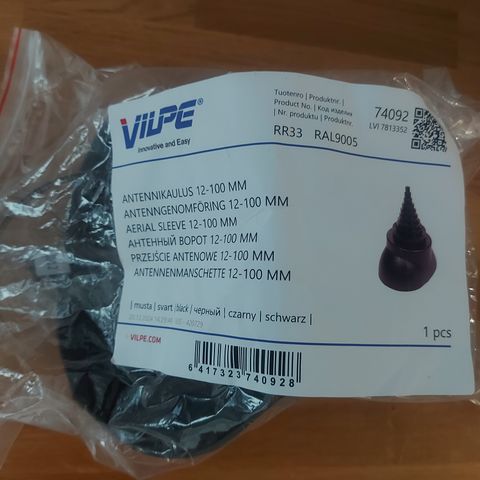 VILPE®
Innovative and Easy
Tuotenro | Produktnr. |
Product No. | Код изделия
| Nr. produktu | Produktnr.
74092
LVI 7813352
RR33 RAL9005
ANTENNIKAULUS 12-100 MM
ANTENNGENOMFÖRING 12-100 MM
AERIAL SLEEVE 12-100 MM
АНТЕННЫЙ ВОРОТ 12-100 MM
PRZEJŚCIE ANTENOWE 12-100 MM
ANTENNENMANSCHETTE 12-100 MM
| musta | svart |black| черный | czarny | schwarz |
1 pcs
VILPE.COM
6 417323 740928